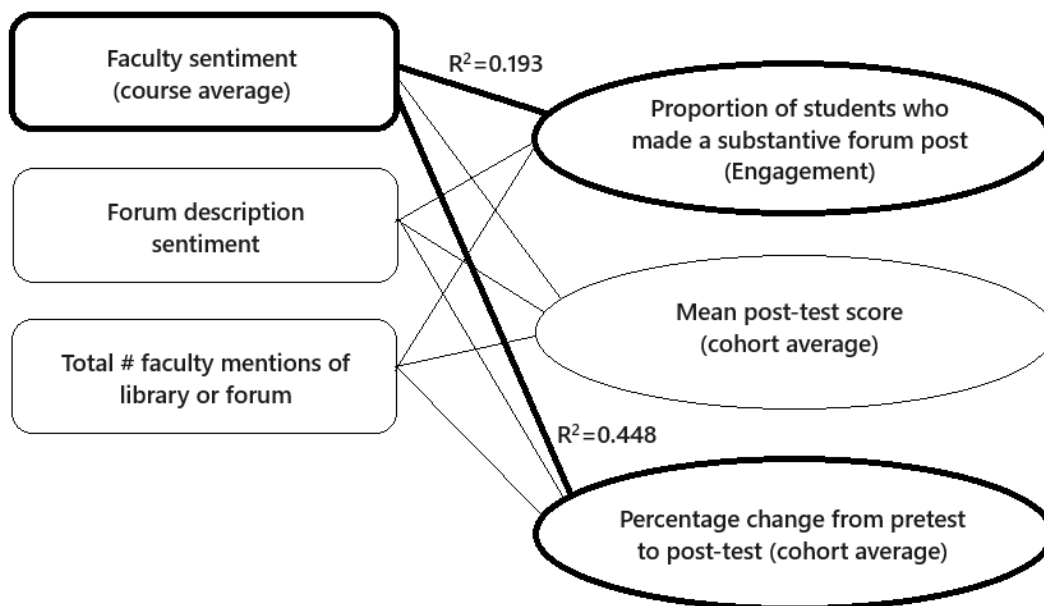 Faculty sentiment
(course average)
R²=0.193
Proportion of students who
made a substantive forum post
(Engagement)
Forum description
sentiment
Mean post-test score
(cohort average)
Total # faculty mentions of
library or forum
R²=0.448
Percentage change from pretest
to post-test (cohort average)